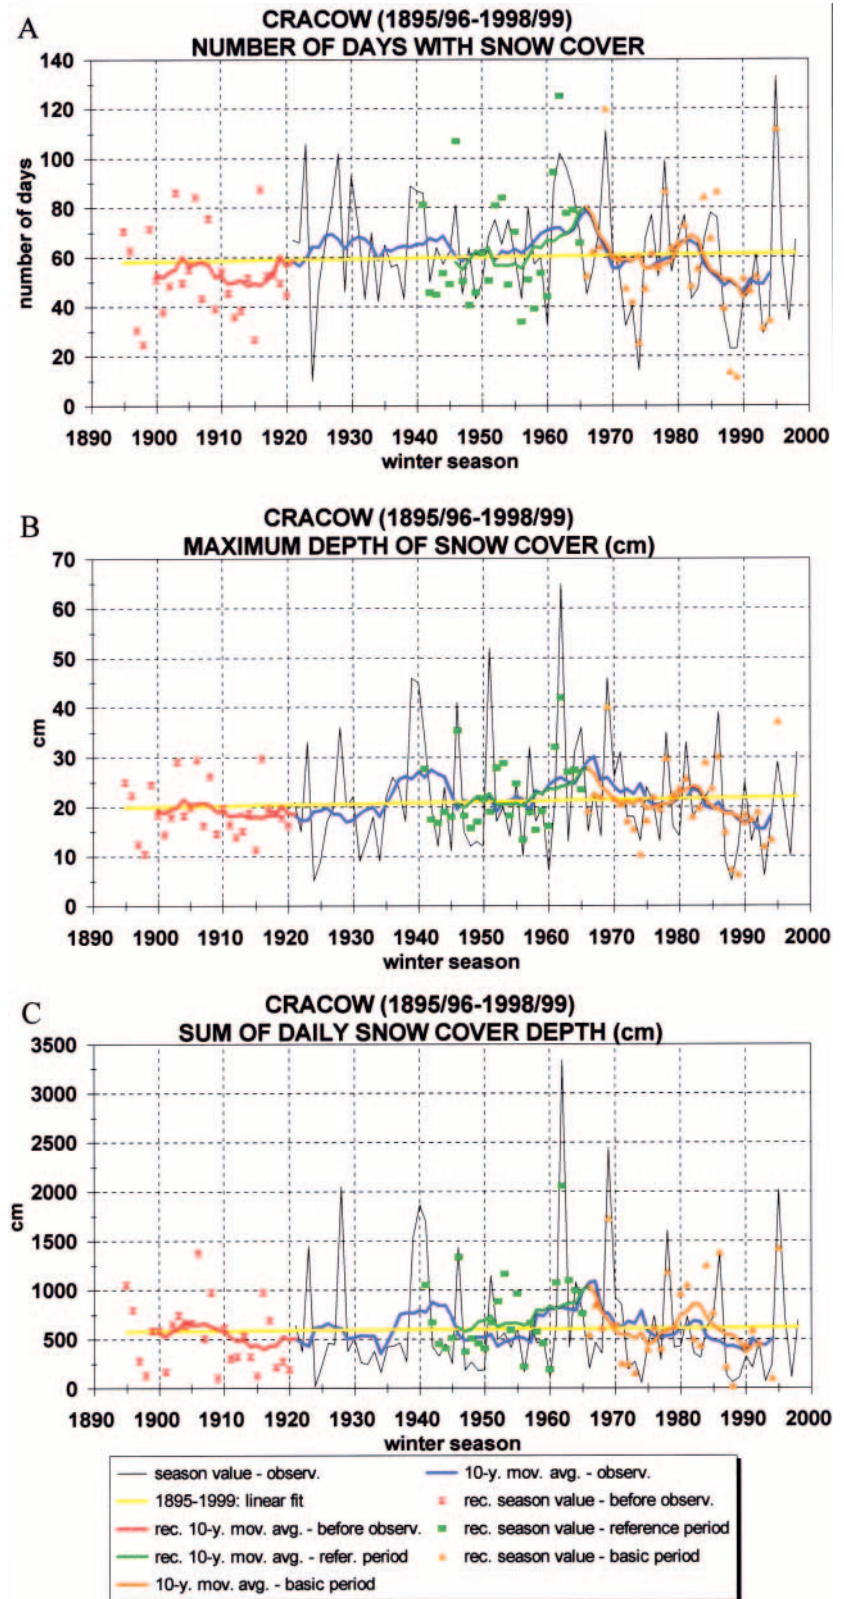 A
CRACOW (1895/96-1998/99)
NUMBER OF DAYS WITH SNOW COVER
number of days
140
120
100
80
60
40
20
0
1890 1900 1910 1920 1930 1940 1950 1960 1970 1980 1990 2000
winter season
B
CRACOW (1895/96-1998/99)
MAXIMUM DEPTH OF SNOW COVER (cm)
cm
70
60
50
40
30
20
10
0
1890 1900 1910 1920 1930 1940 1950 1960 1970 1980 1990 2000
winter season
C
CRACOW (1895/96-1998/99)
SUM OF DAILY SNOW COVER DEPTH (cm)
cm
3500
3000
2500
2000
1500
1000
500
0
1890 1900 1910 1920 1930 1940 1950 1960 1970 1980 1990 2000
winter season
season value - observ.
10-y. mov. avg. - observ.
1895-1999: linear fit
rec. season value - before observ.
rec. 10-y. mov. avg. - before observ.
rec. season value - reference period
rec. 10-y. mov. avg. - refer. period
rec. season value - basic period
10-y. mov. avg. - basic period